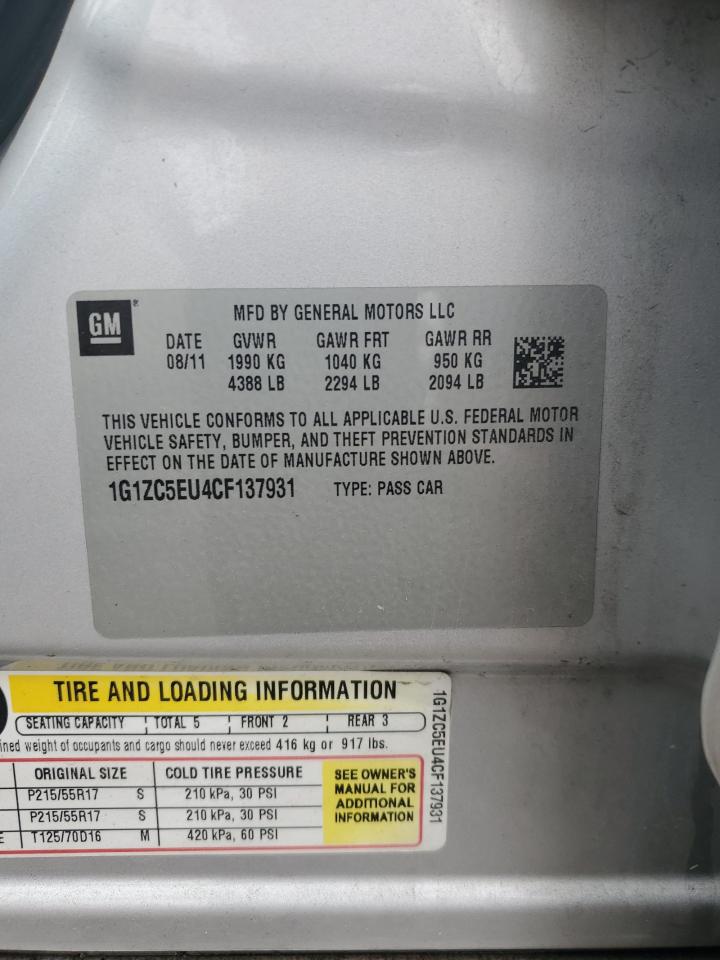 GM
MFD BY GENERAL MOTORS LLC
DATE GVWR GAWR FRT GAWR RR
08/11 1990 KG 1040 KG 950 KG
4388 LB 2294 LB 2094 LB
THIS VEHICLE CONFORMS TO ALL APPLICABLE U.S. FEDERAL MOTOR
VEHICLE SAFETY, BUMPER, AND THEFT PREVENTION STANDARDS IN
EFFECT ON THE DATE OF MANUFACTURE SHOWN ABOVE.
1G1ZC5EU4CF137931 TYPE: PASS CAR
TIRE AND LOADING INFORMATION
SEATING CAPACITY TOTAL 5 FRONT 2 REAR 3
weight of occupants and cargo should never exceed 416 kg or 917 lbs.
ORIGINAL SIZE COLD TIRE PRESSURE
P215/55R17 S 210 kPa, 30 PSI
P215/55R17 S 210 kPa, 30 PSI
T125/70D16 M 420 kPa, 60 PSI
SEE OWNER'S
MANUAL FOR
ADDITIONAL
INFORMATION
1G1ZC5EU4CF137931